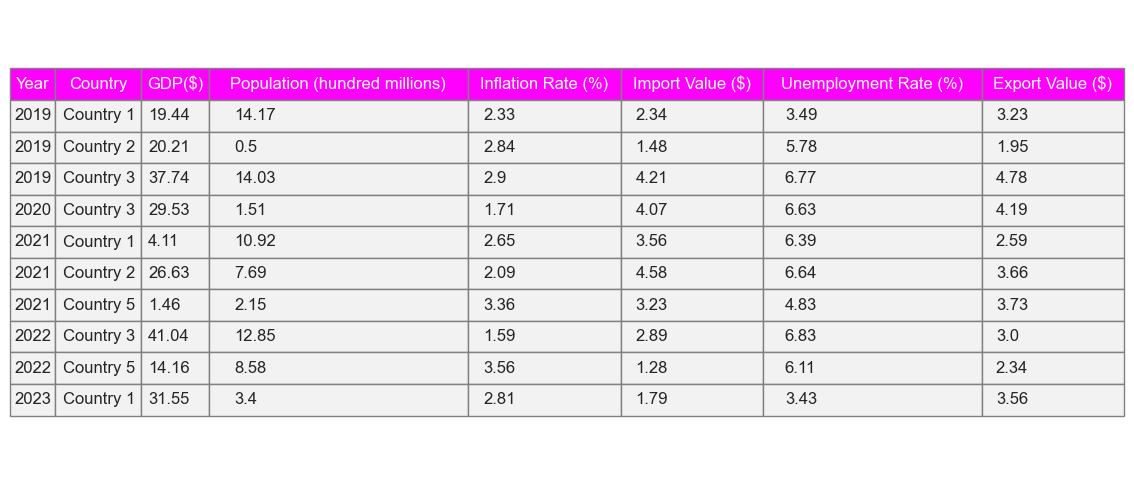 Year Country GDP($) Population (hundred millions) Inflation Rate (%) Import Value ($) Unemployment Rate (%) Export Value ($)
2019 Country 1 19.44 14.17 2.33 2.34 3.49 3.23
2019 Country 2 20.21 0.5 2.84 1.48 5.78 1.95
2019 Country 3 37.74 14.03 2.9 4.21 6.77 4.78
2020 Country 3 29.53 1.51 1.71 4.07 6.63 4.19
2021 Country 1 4.11 10.92 2.65 3.56 6.39 2.59
2021 Country 2 26.63 7.69 2.09 4.58 6.64 3.66
2021 Country 5 1.46 2.15 3.36 3.23 4.83 3.73
2022 Country 3 41.04 12.85 1.59 2.89 6.83 3.0
2022 Country 5 14.16 8.58 3.56 1.28 6.11 2.34
2023 Country 1 31.55 3.4 2.81 1.79 3.43 3.56